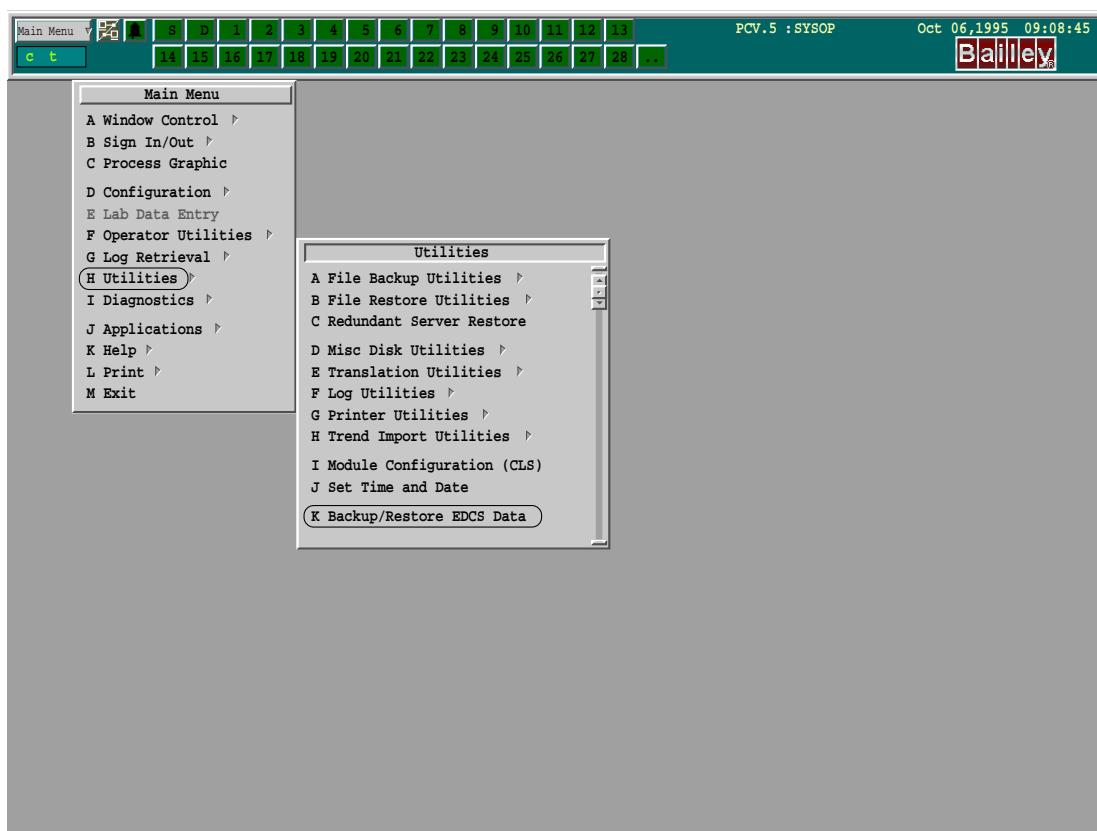 Main Menu S D 1 2 3 4 5 6 7 8 9 10 11 12 13 PCV.5 :SYSOP Oct 06,1995 09:08:45
c t 14 15 16 17 18 19 20 21 22 23 24 25 26 27 28 .. Bailey®
Main Menu
A Window Control
B Sign In/Out
C Process Graphic
D Configuration
E Lab Data Entry
F Operator Utilities
G Log Retrieval
H Utilities
I Diagnostics
J Applications
K Help
L Print
M Exit
Utilities
A File Backup Utilities
B File Restore Utilities
C Redundant Server Restore
D Misc Disk Utilities
E Translation Utilities
F Log Utilities
G Printer Utilities
H Trend Import Utilities
I Module Configuration (CLS)
J Set Time and Date
K Backup/Restore EDCS Data